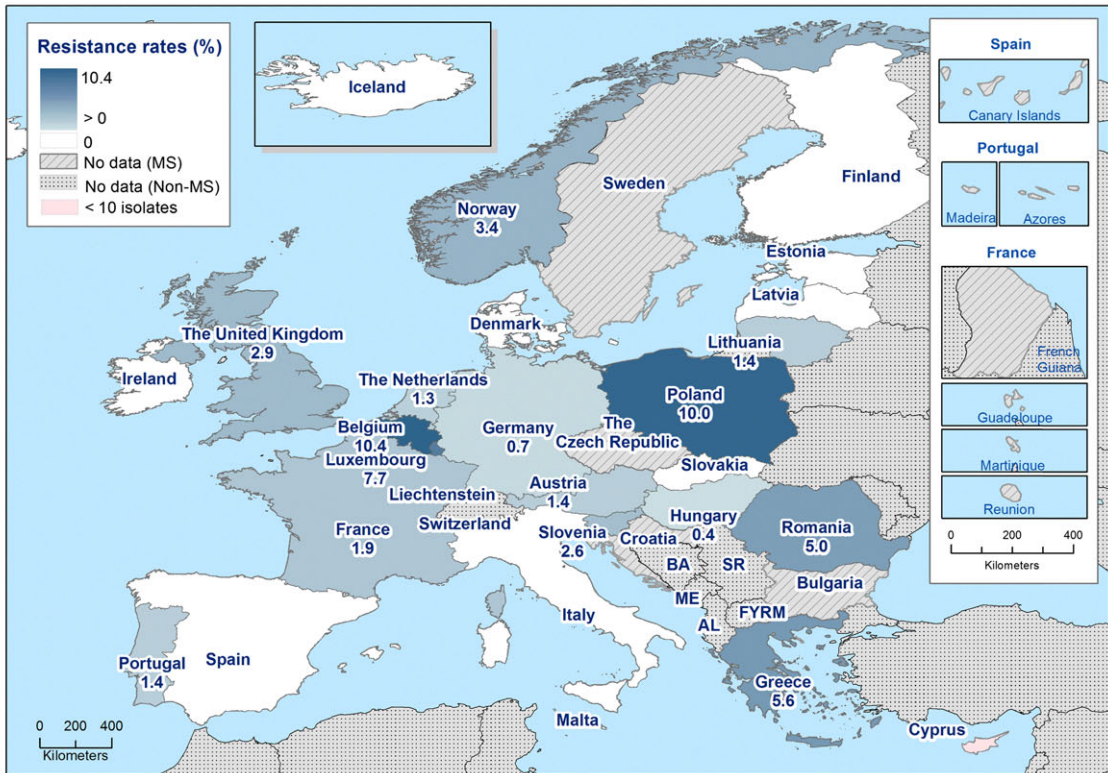 Resistance rates (%)
10.4
> 0
0
No data (MS)
No data (Non-MS)
< 10 isolates
Iceland
Spain
Canary Islands
Portugal
Madeira
Azores
France
French
Guiana
Guadeloupe
Martinique
Reunion
0 200 400
Kilometers
Sweden
Finland
Norway
3.4
Estonia
Latvia
The United Kingdom
2.9
Denmark
Lithuania
1.4
Ireland
The Netherlands
1.3
Poland
10.0
Belgium
10.4
Germany
0.7
The
Czech Republic
Luxembourg
7.7
Slovakia
Liechtenstein
Austria
1.4
Switzerland
France
1.9
Slovenia
2.6
Hungary
0.4
Romania
5.0
Croatia
BA
SR
Bulgaria
ME
FYRM
AL
Italy
Portugal
1.4
Spain
Greece
5.6
Malta
Cyprus
0 200 400
Kilometers